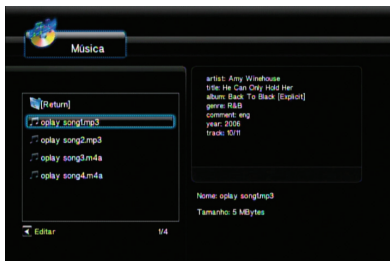 Música
[Return]
oplay song1.mp3
oplay song2.mp3
oplay song3.m4a
oplay song4.m4a
Editar
1/4
artist: Amy Winehouse
title: He Can Only Hold Her
album: Back To Black [Explicit]
genre: R&B
comment: eng
year: 2006
track: 10/11
Nome: oplay song1.mp3
Tamanho: 5 MBytes